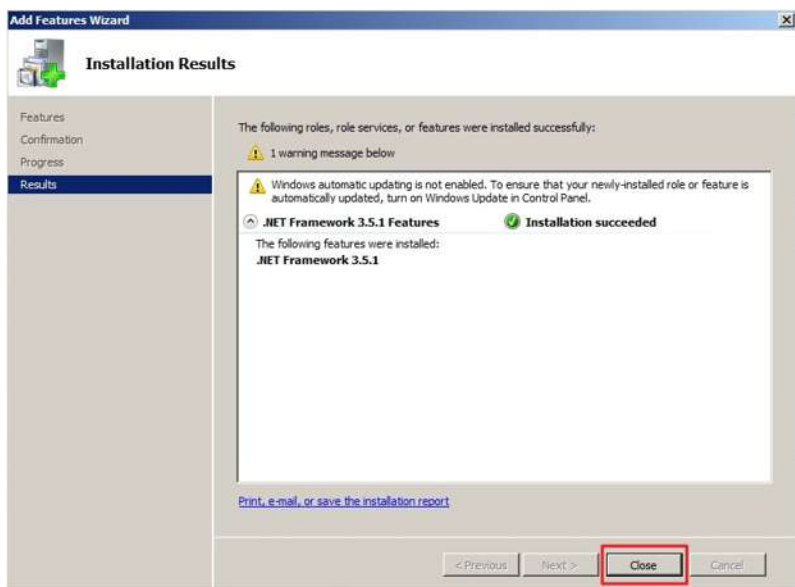 Add Features Wizard
Installation Results
Features
Confirmation
Progress
Results
The following roles, role services, or features were installed successfully:
1 warning message below
Windows automatic updating is not enabled. To ensure that your newly-installed role or feature is
automatically updated, turn on Windows Update in Control Panel.
.NET Framework 3.5.1 Features Installation succeeded
The following features were installed:
.NET Framework 3.5.1
Print, e-mail, or save the installation report
< Previous Next > Close Cancel